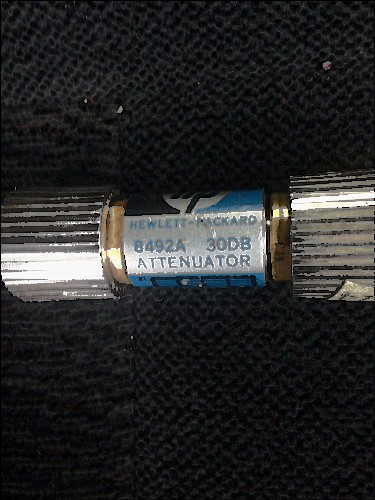 HEWLETT-PACKARD
8492A 30DB
ATTENUATOR